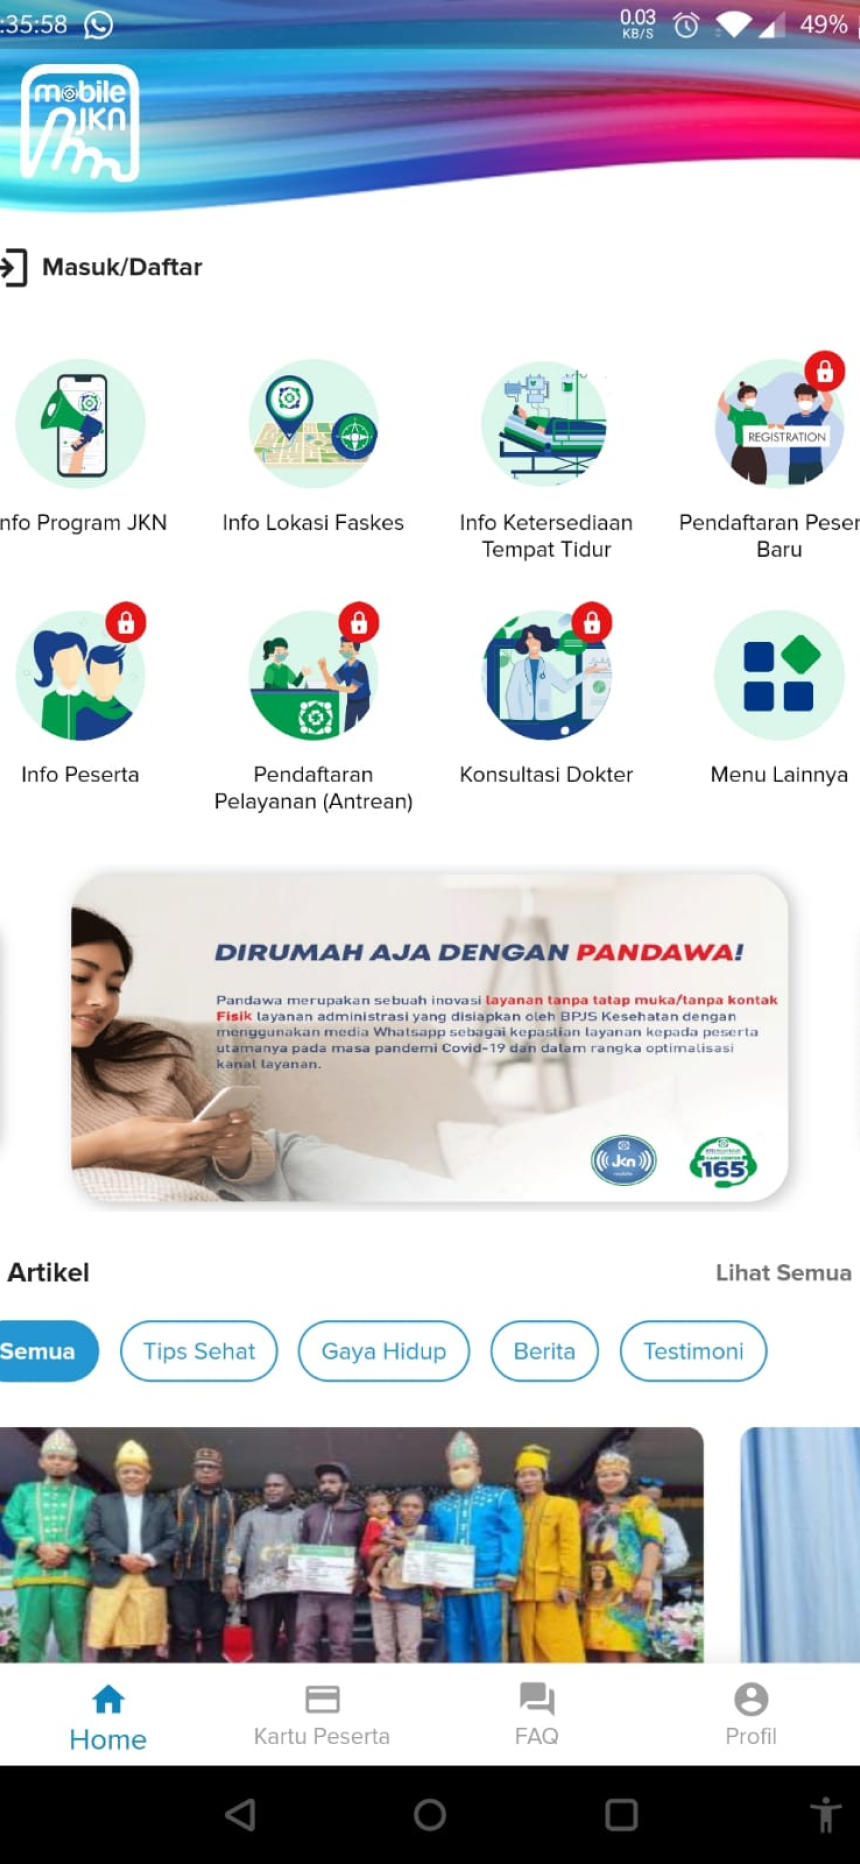 :35:58
0.03
KB/S
49%
mobile
JKN
Masuk/Daftar
REGISTRATION
nfo Program JKN
Info Lokasi Faskes
Info Ketersediaan
Tempat Tidur
Pendaftaran Peser
Baru
Info Peserta
Pendaftaran
Pelayanan (Antrean)
Konsultasi Dokter
Menu Lainnya
DIRUMAH AJA DENGAN PANDAWA!
Pandawa merupakan sebuah inovasi layanan tanpa tatap muka/tanpa kontak
Fisik layanan administrasi yang disiapkan oleh BPJS Kesehatan dengan
menggunakan media Whatsapp sebagai kepastian layanan kepada peserta
utamanya pada masa pandemi Covid-19 dan dalam rangka optimalisasi
kanal layanan.
Jkn
mobile
165
Artikel
Lihat Semua
Semua
Tips Sehat
Gaya Hidup
Berita
Testimoni
Home
Kartu Peserta
FAQ
Profil